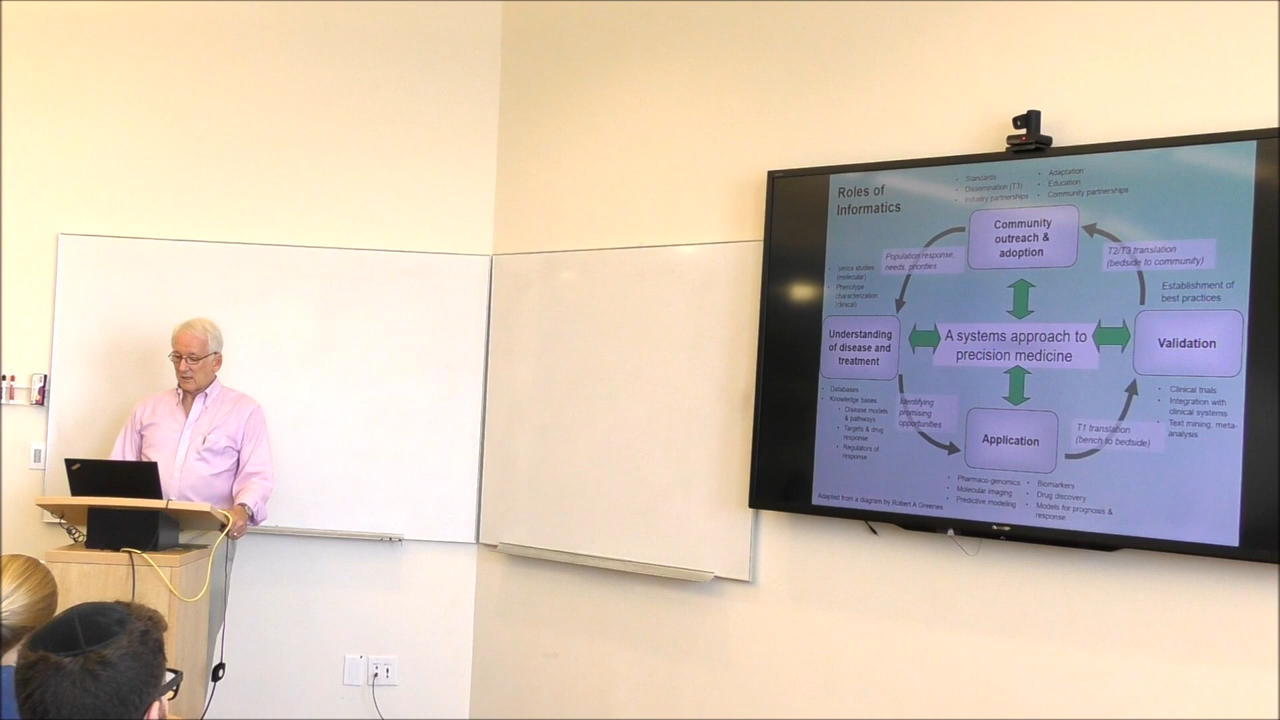 Roles of
Informatics
• Standards
• Dissemination (T3)
• Industry partnerships
• Adaptation
• Education
• Community partnerships
Community
outreach &
adoption
Population response,
needs, priorities
T2/T3 translation
(bedside to community)
(molecular)
• Phenotype
characterization
(clinical)
Establishment of
best practices
Understanding
of disease and
treatment
A systems approach to
precision medicine
Validation
• Databases
• Knowledge bases
• Disease models
& pathways
• Targets & drug
response
• Regulators of
response
Identifying
promising
opportunities
Application
T1 translation
(bench to bedside)
• Clinical trials
• Integration with
clinical systems
• Text mining, meta-
analysis
• Pharmaco-genomics
• Molecular imaging
• Predictive modeling
• Biomarkers
• Drug discovery
• Models for prognosis &
response
Adapted from a diagram by Robert A Greenes